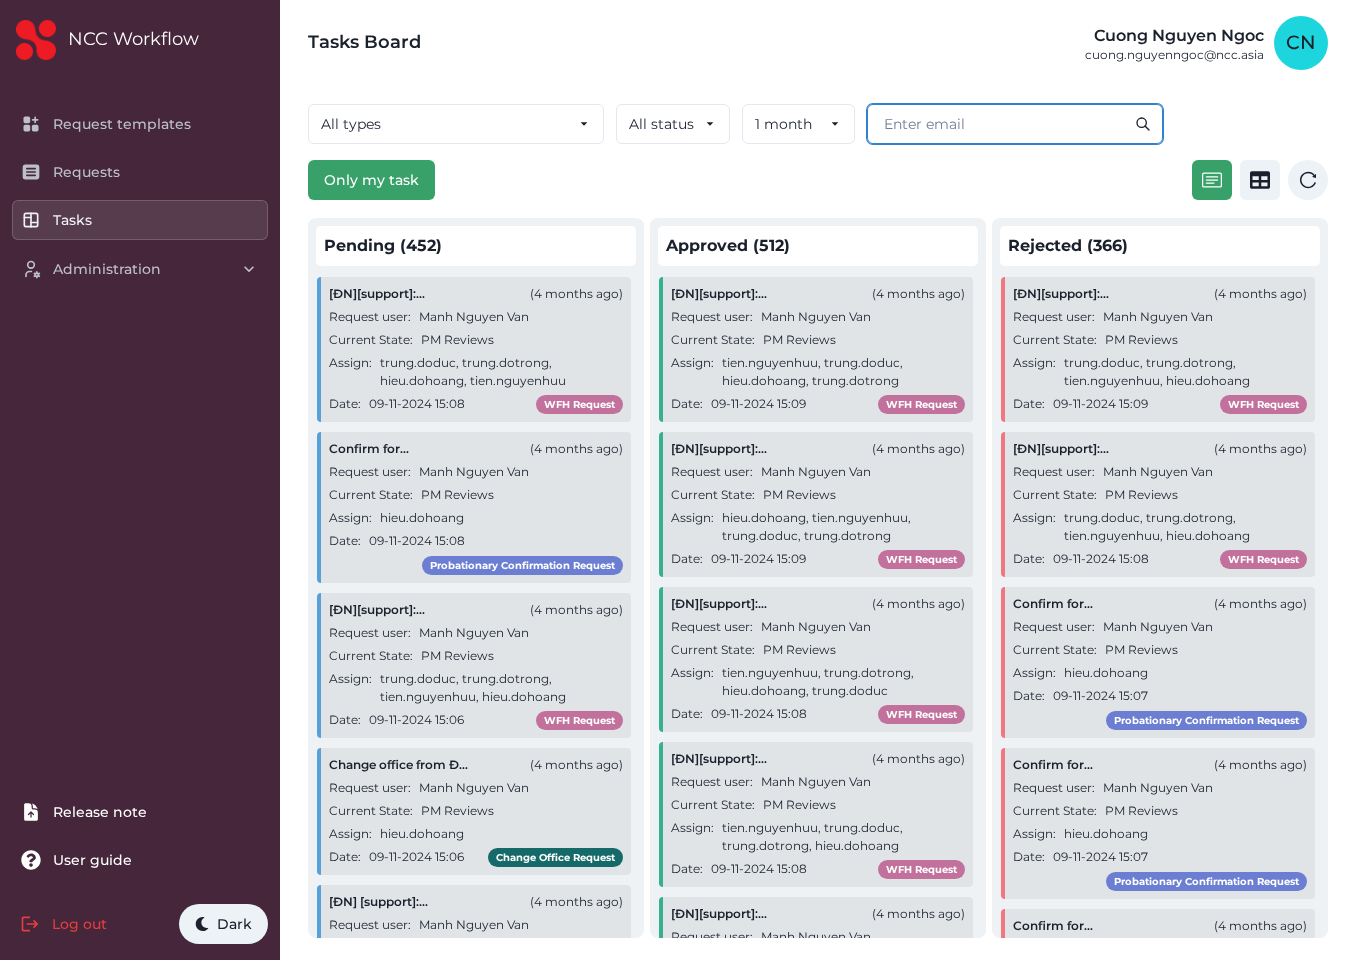 NCC Workflow
Request templates
Requests
Tasks
Administration
Release note
User guide
Log out
Dark
Tasks Board
Cuong Nguyen Ngoc
cuong.nguyenngoc@ncc.asia
CN
All types
All status
1 month
Enter email
Only my task
Pending (452)
[ĐN][support]:... (4 months ago)
Request user: Manh Nguyen Van
Current State: PM Reviews
Assign: trung.doduc, trung.dotrong,
hieu.dohoang, tien.nguyenhuu
Date: 09-11-2024 15:08 WFH Request
Confirm for... (4 months ago)
Request user: Manh Nguyen Van
Current State: PM Reviews
Assign: hieu.dohoang
Date: 09-11-2024 15:08
Probationary Confirmation Request
[ĐN][support]:... (4 months ago)
Request user: Manh Nguyen Van
Current State: PM Reviews
Assign: trung.doduc, trung.dotrong,
tien.nguyenhuu, hieu.dohoang
Date: 09-11-2024 15:06 WFH Request
Change office from Đ... (4 months ago)
Request user: Manh Nguyen Van
Current State: PM Reviews
Assign: hieu.dohoang
Date: 09-11-2024 15:06 Change Office Request
[ĐN] [support]:... (4 months ago)
Request user: Manh Nguyen Van
Approved (512)
[ĐN][support]:... (4 months ago)
Request user: Manh Nguyen Van
Current State: PM Reviews
Assign: tien.nguyenhuu, trung.doduc,
hieu.dohoang, trung.dotrong
Date: 09-11-2024 15:09 WFH Request
[ĐN][support]:... (4 months ago)
Request user: Manh Nguyen Van
Current State: PM Reviews
Assign: hieu.dohoang, tien.nguyenhuu,
trung.doduc, trung.dotrong
Date: 09-11-2024 15:09 WFH Request
[ĐN][support]:... (4 months ago)
Request user: Manh Nguyen Van
Current State: PM Reviews
Assign: tien.nguyenhuu, trung.dotrong,
hieu.dohoang, trung.doduc
Date: 09-11-2024 15:08 WFH Request
[ĐN][support]:... (4 months ago)
Request user: Manh Nguyen Van
Current State: PM Reviews
Assign: tien.nguyenhuu, trung.doduc,
trung.dotrong, hieu.dohoang
Date: 09-11-2024 15:08 WFH Request
[ĐN][support]:... (4 months ago)
Request user: Manh Nguyen Van
Rejected (366)
[ĐN][support]:... (4 months ago)
Request user: Manh Nguyen Van
Current State: PM Reviews
Assign: trung.doduc, trung.dotrong,
tien.nguyenhuu, hieu.dohoang
Date: 09-11-2024 15:09 WFH Request
[ĐN][support]:... (4 months ago)
Request user: Manh Nguyen Van
Current State: PM Reviews
Assign: trung.doduc, trung.dotrong,
tien.nguyenhuu, hieu.dohoang
Date: 09-11-2024 15:08 WFH Request
Confirm for... (4 months ago)
Request user: Manh Nguyen Van
Current State: PM Reviews
Assign: hieu.dohoang
Date: 09-11-2024 15:07
Probationary Confirmation Request
Confirm for... (4 months ago)
Request user: Manh Nguyen Van
Current State: PM Reviews
Assign: hieu.dohoang
Date: 09-11-2024 15:07
Probationary Confirmation Request
Confirm for... (4 months ago)